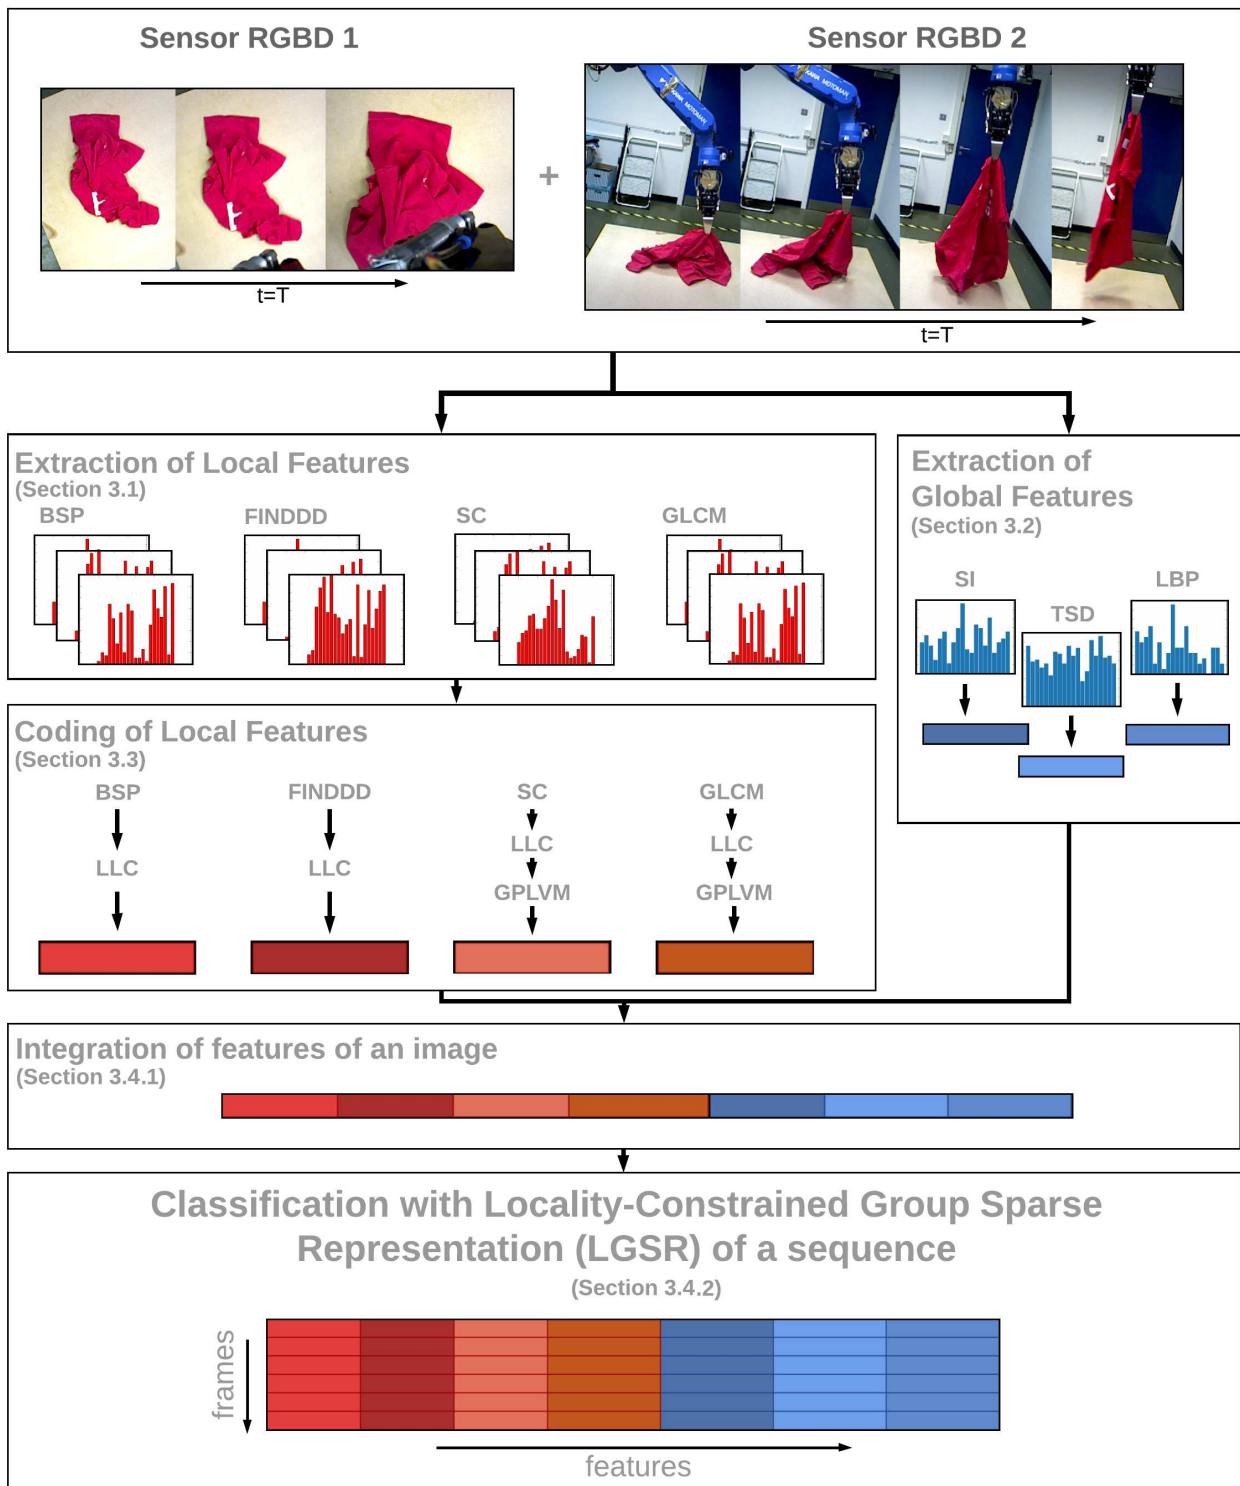 Sensor RGBD 1
Sensor RGBD 2
MOTOMAN
MOTOMAN
+
t=T
t=T
Extraction of Local Features
(Section 3.1)
BSP
FINDDD
SC
GLCM
Extraction of
Global Features
(Section 3.2)
SI
TSD
LBP
Coding of Local Features
(Section 3.3)
BSP
FINDDD
SC
GLCM
LLC
LLC
LLC
LLC
GPLVM
GPLVM
Integration of features of an image
(Section 3.4.1)
Classification with Locality-Constrained Group Sparse
Representation (LGSR) of a sequence
(Section 3.4.2)
frames
features